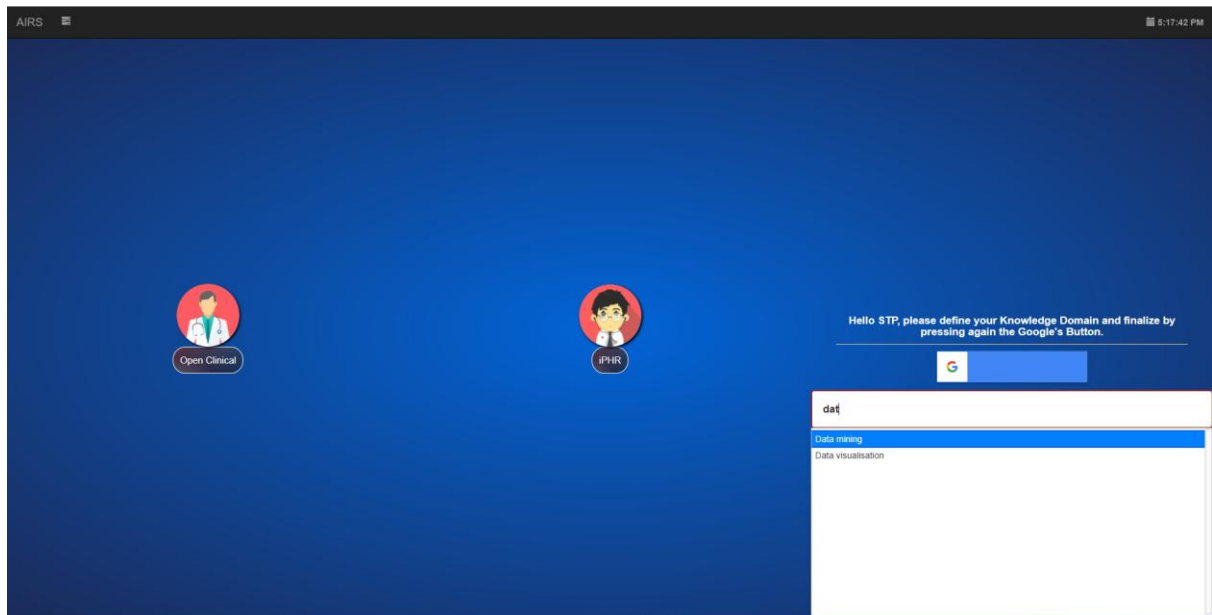 AIRS
5:17:42 PM
Open Clinical
iPHR
Hello STP, please define your Knowledge Domain and finalize by
pressing again the Google's Button.
G
dat
Data mining
Data visualisation